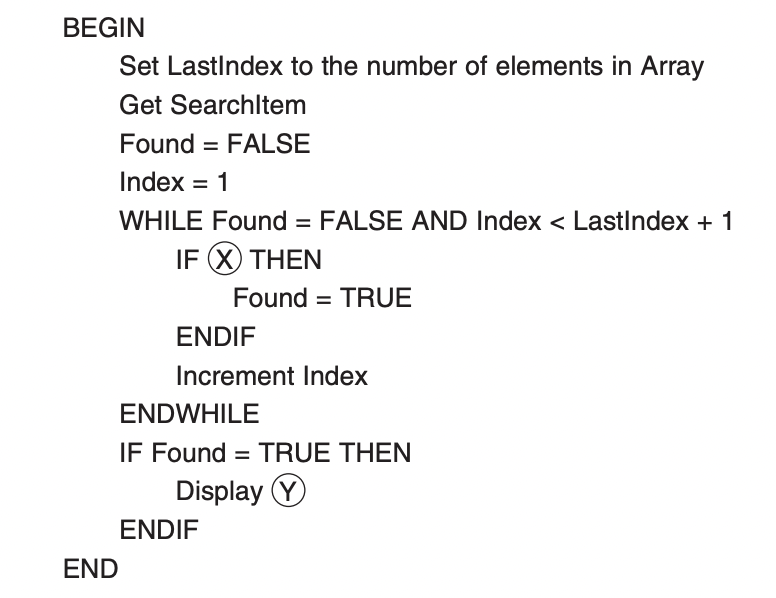 BEGIN
Set LastIndex to the number of elements in Array
Get SearchItem
Found = FALSE
Index = 1
WHILE Found = FALSE AND Index < LastIndex + 1
IF Ⓧ THEN
Found = TRUE
ENDIF
Increment Index
ENDWHILE
IF Found = TRUE THEN
Display Ⓨ
ENDIF
END